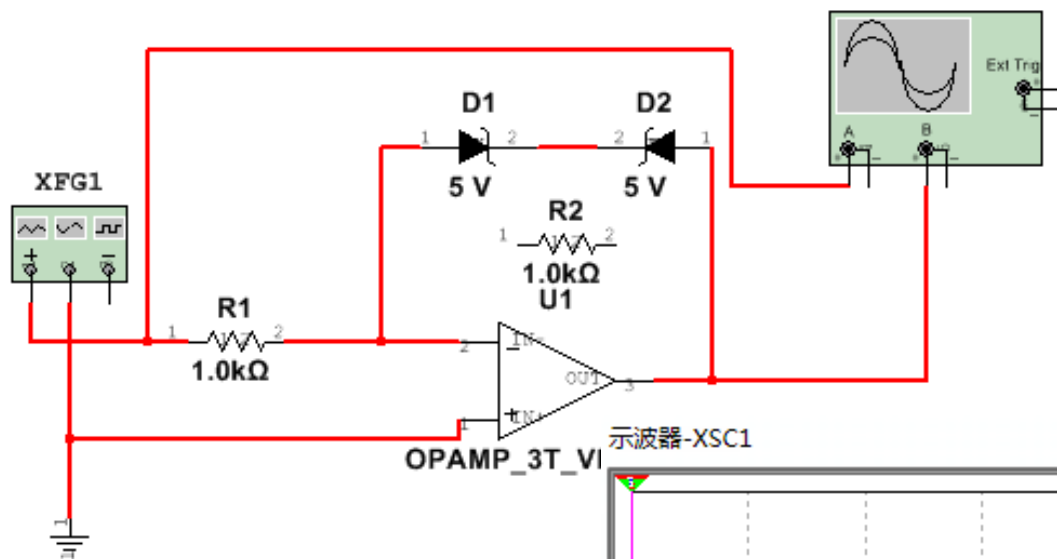 Ext Trig
A
B
D1
D2
1
2
2
1
5 V
5 V
XFG1
R2
1
2
1.0kΩ
U1
R1
1
2
1.0kΩ
2
IN-
OUT
3
1
IN+
OPAMP_3T_VI
示波器-XSC1
1